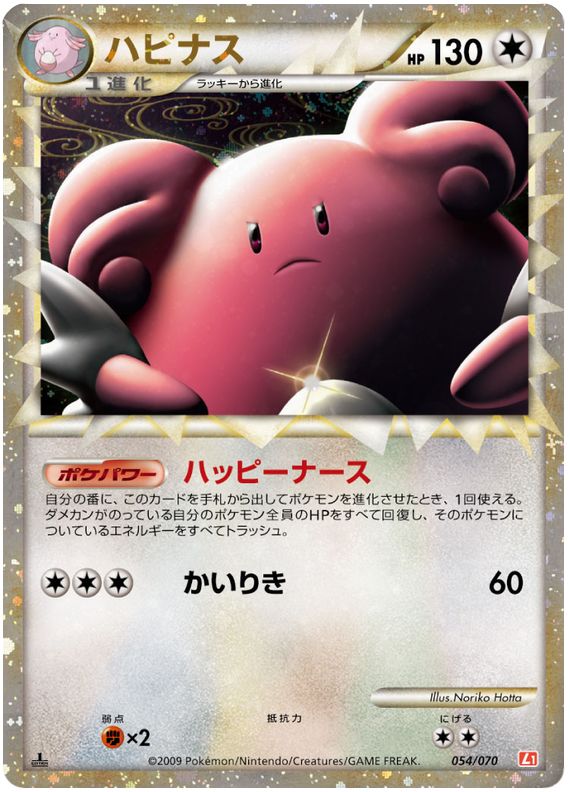 ハピナス HP 130
1進化 ラッキーから進化
ポケパワー ハッピーナース
自分の番に、このカードを手札から出してポケモンを進化させたとき、1回使える。
ダメカンがのっている自分のポケモン全員のHPをすべて回復し、そのポケモンに
ついているエネルギーをすべてトラッシュ。
かいりき 60
Illus. Noriko Hotta
弱点 抵抗力 にげる
×2
©2009 Pokémon/Nintendo/Creatures/GAME FREAK. 054/070 L1
1 EDITION